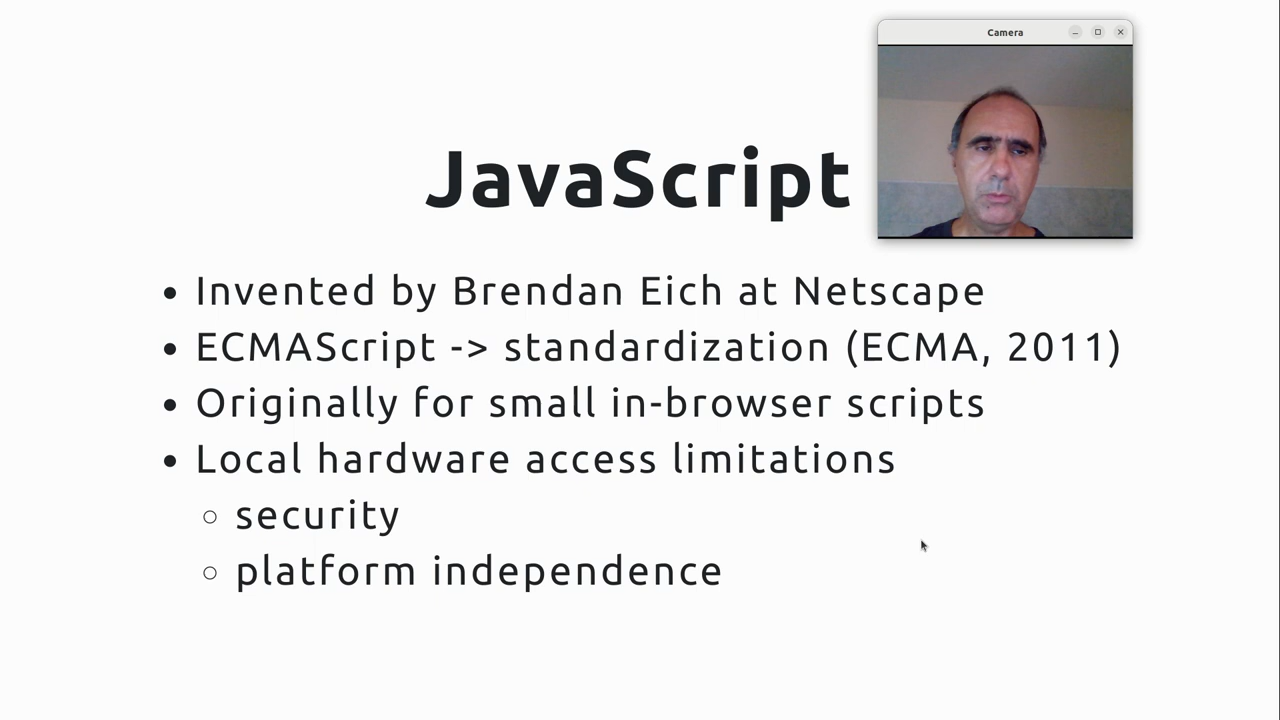 Camera
JavaScript
Invented by Brendan Eich at Netscape
ECMAScript -> standardization (ECMA, 2011)
Originally for small in-browser scripts
Local hardware access limitations
security
platform independence